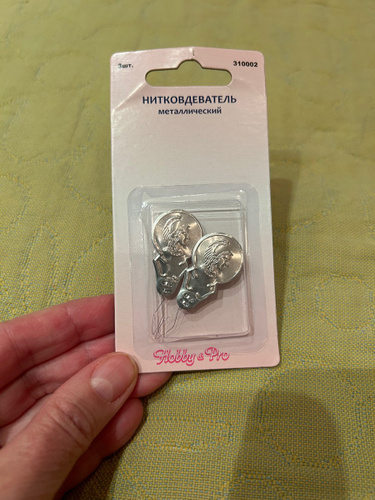 3шт.
310002
НИТКОВДЕВАТЕЛЬ
металлический
Hobby & Pro